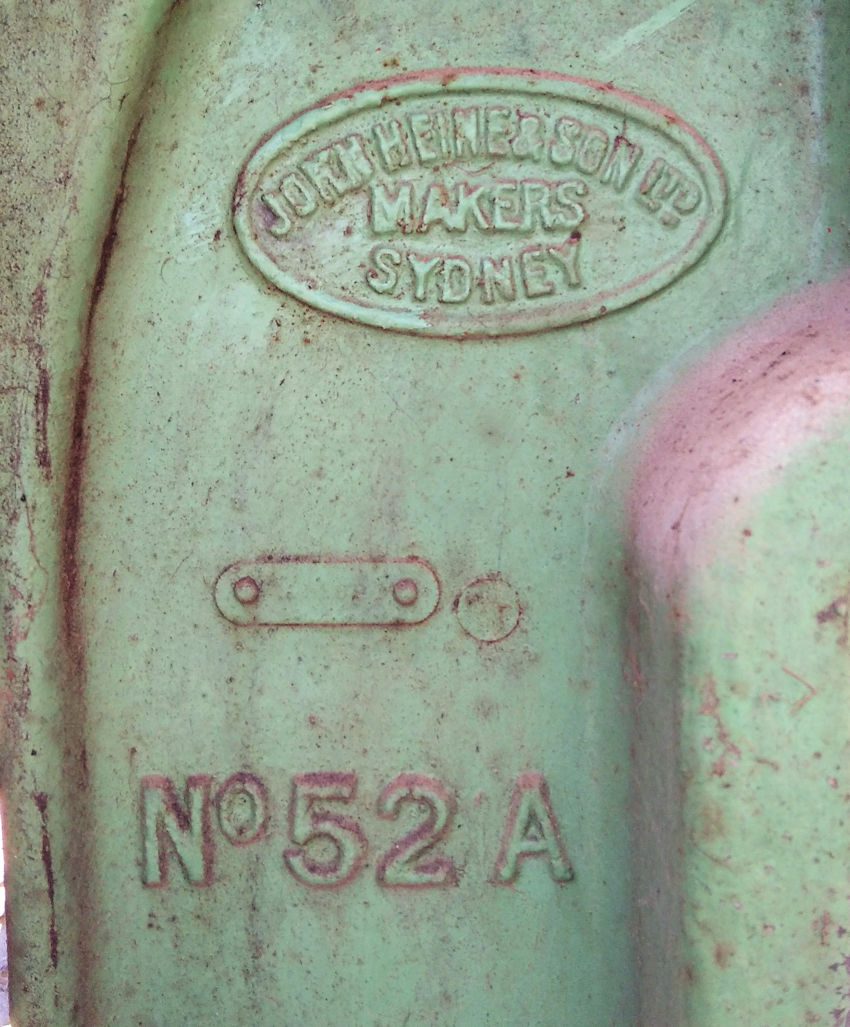 JOHN HEINE & SON LTD
MAKERS
SYDNEY
No 52 A